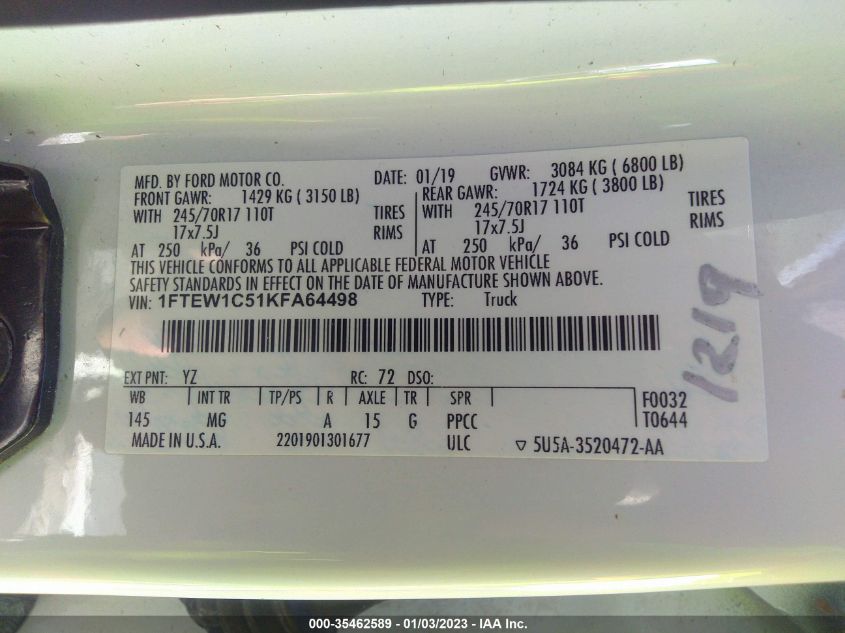 MFD. BY FORD MOTOR CO. DATE: 01/19 GVWR: 3084 KG ( 6800 LB)
FRONT GAWR: 1429 KG ( 3150 LB) REAR GAWR: 1724 KG ( 3800 LB)
WITH 245/70R17 110T TIRES WITH 245/70R17 110T TIRES
17x7.5J RIMS 17x7.5J RIMS
AT 250 kPa/ 36 PSI COLD AT 250 kPa/ 36 PSI COLD
THIS VEHICLE CONFORMS TO ALL APPLICABLE FEDERAL MOTOR VEHICLE
SAFETY STANDARDS IN EFFECT ON THE DATE OF MANUFACTURE SHOWN ABOVE.
VIN: 1FTEW1C51KFA64498 TYPE: Truck
1219
EXT PNT: YZ RC: 72 DSO:
WB INT TR TP/PS R AXLE TR SPR F0032
145 MG A 15 G PPCC T0644
MADE IN U.S.A. 2201901301677 ULC ▽ 5U5A-3520472-AA
000-35462589 - 01/03/2023 - © IAA Inc.